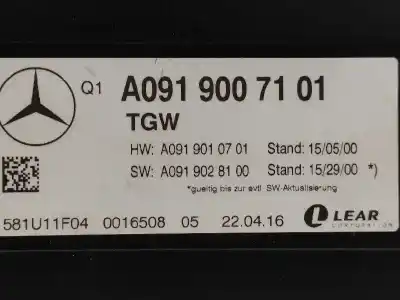 Q1 A091 900 71 01
TGW
HW: A091 901 07 01 Stand: 15/05/00
SW: A091 902 81 00 Stand: 15/29/00 *)
*gueltig bis zur evtl. SW-Aktualisierung
581U11F04 0016508 05 22.04.16 LEAR
CORPORATION